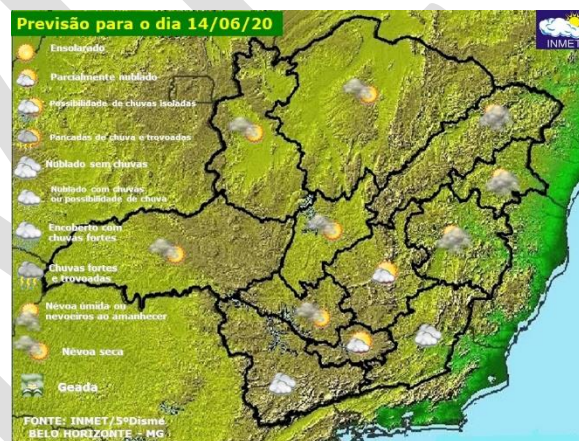 Previsão para o dia 14/06/20
INMET
Ensolarado
Parcialmente nublado
Possibilidade de chuvas isoladas
Pancadas de chuva e trovoadas
Nublado sem chuvas
Nublado com chuvas
ou possibilidade de chuva
Encoberto com
chuvas fortes
Chuvas fortes
e trovoadas
Névoa úmida ou
nevoeiros ao amanhecer
Névoa seca
Geada
FONTE: INMET/5ºDisme
BELO HORIZONTE - MG